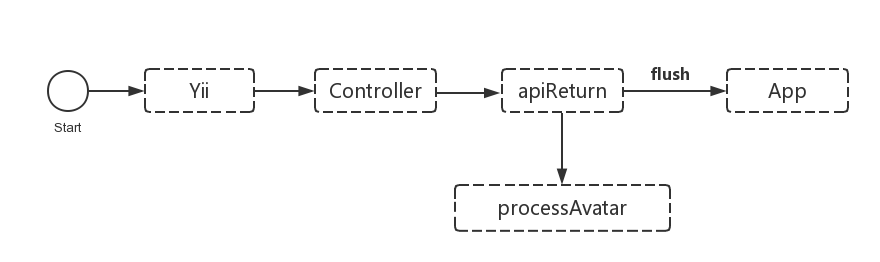 Start
Yii
Controller
apiReturn
flush
App
processAvatar